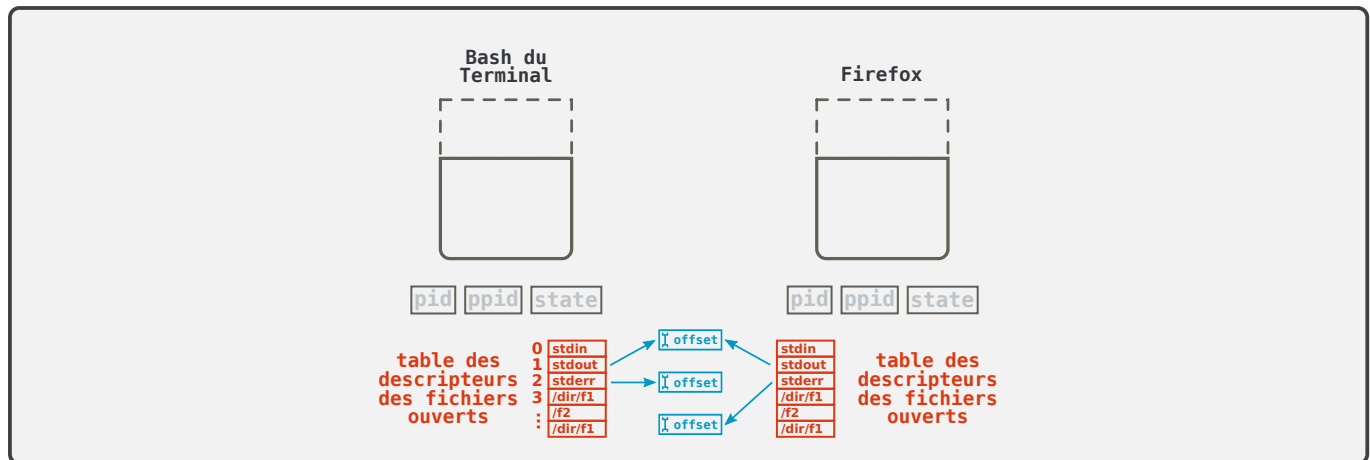 Bash du
Terminal
Firefox
pid ppid state
pid ppid state
table des
descripteurs
des fichiers
ouverts
0 stdin
1 stdout
2 stderr
3 /dir/f1
⋮ /f2
/dir/f1
offset
offset
offset
stdin
stdout
stderr
/dir/f1
/f2
/dir/f1
table des
descripteurs
des fichiers
ouverts